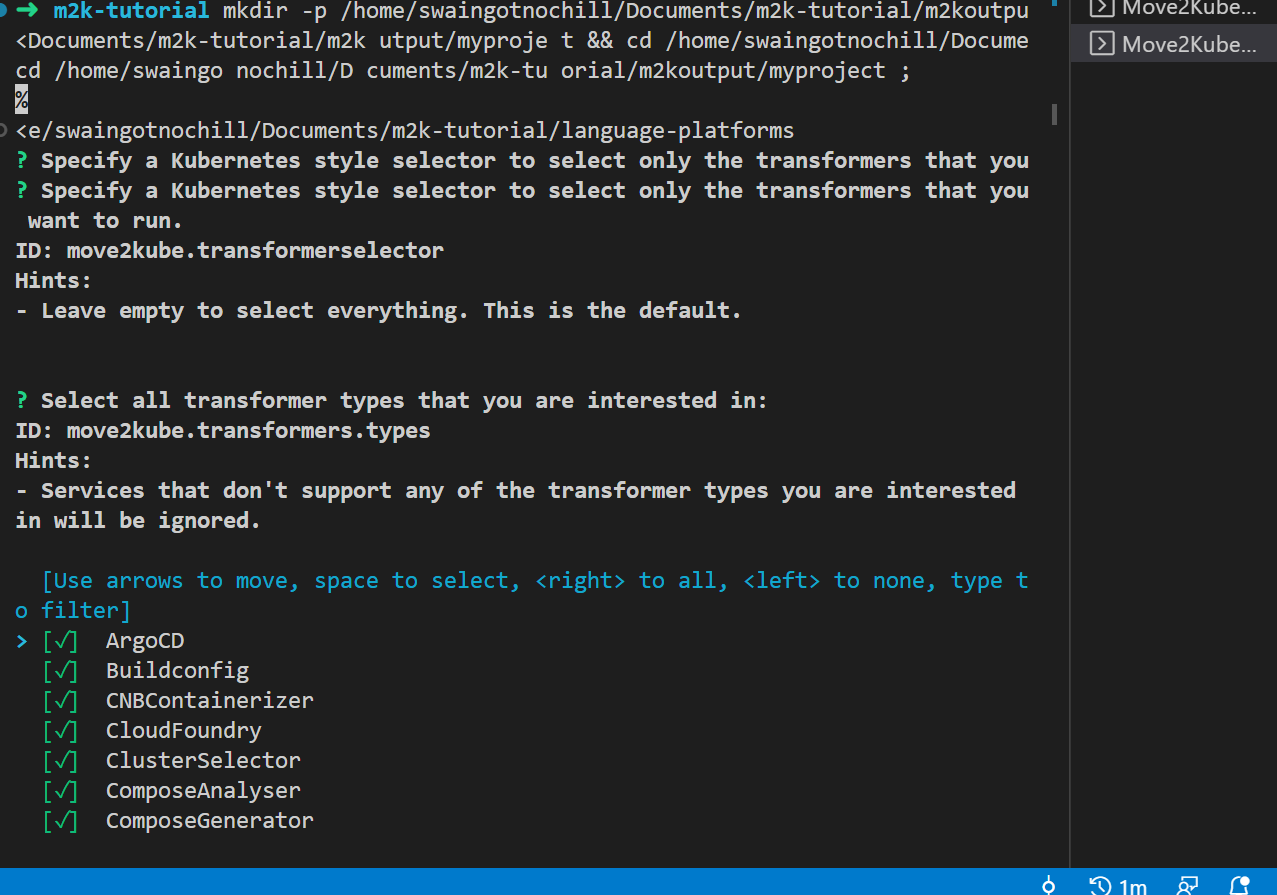 m2k-tutorial mkdir -p /home/swaingotnochill/Documents/m2k-tutorial/m2koutpu
<Documents/m2k-tutorial/m2k utput/myproje t && cd /home/swaingotnochill/Docume
cd /home/swaingo nochill/D cuments/m2k-tu orial/m2koutput/myproject ;
%
<e/swaingotnochill/Documents/m2k-tutorial/language-platforms
? Specify a Kubernetes style selector to select only the transformers that you
? Specify a Kubernetes style selector to select only the transformers that you
want to run.
ID: move2kube.transformerselector
Hints:
- Leave empty to select everything. This is the default.
? Select all transformer types that you are interested in:
ID: move2kube.transformers.types
Hints:
- Services that don't support any of the transformer types you are interested
in will be ignored.
[Use arrows to move, space to select, <right> to all, <left> to none, type t
o filter]
> [✓] ArgoCD
[✓] Buildconfig
[✓] CNBContainerizer
[✓] CloudFoundry
[✓] ClusterSelector
[✓] ComposeAnalyser
[✓] ComposeGenerator
Move2Kube...
Move2Kube...
1m